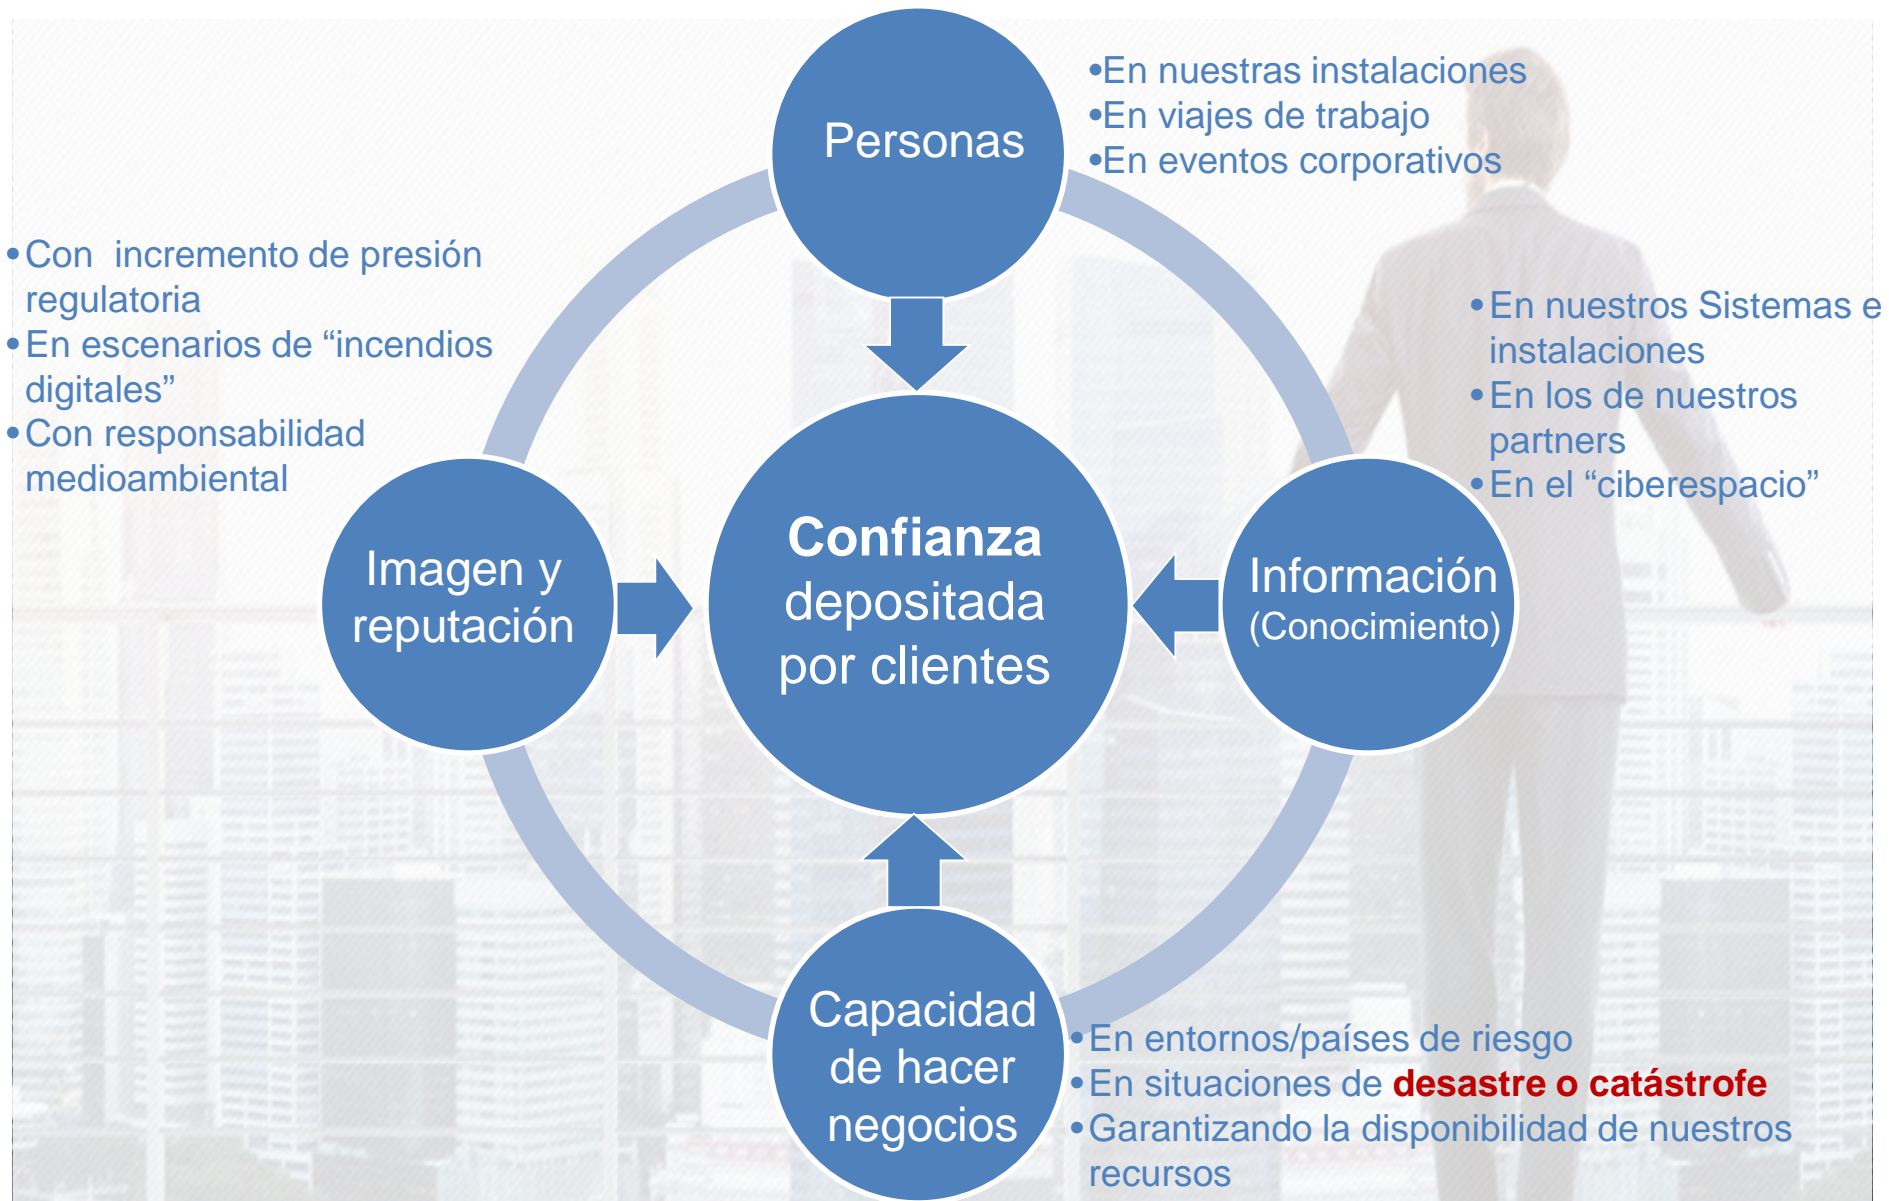 Personas
•En nuestras instalaciones
•En viajes de trabajo
•En eventos corporativos
•Con  incremento de presión
regulatoria
•En escenarios de “incendios
digitales”
•Con responsabilidad
medioambiental
•En nuestros Sistemas e
instalaciones
•En los de nuestros
partners
•En el “ciberespacio”
Imagen y
reputación
Confianza
depositada
por clientes
Información
(Conocimiento)
Capacidad
de hacer
negocios
•En entornos/países de riesgo
•En situaciones de desastre o catástrofe
•Garantizando la disponibilidad de nuestros
recursos